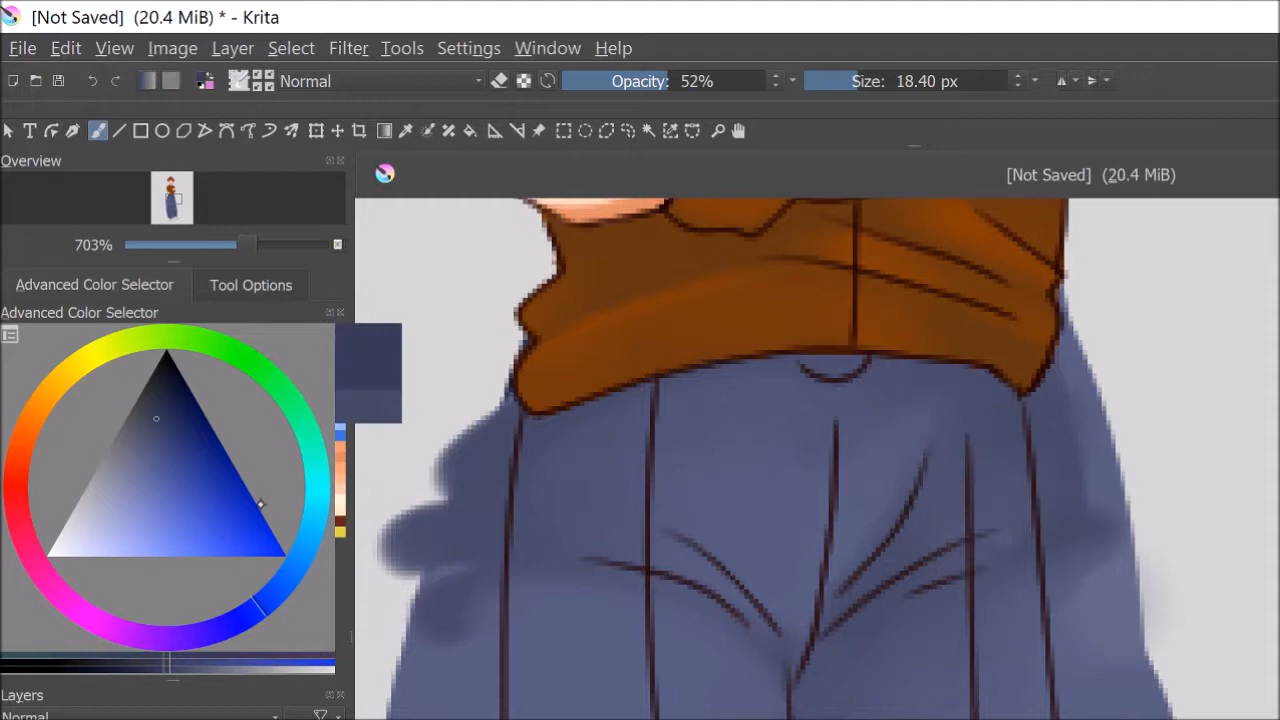 [Not Saved] (20.4 MiB) * - Krita
File Edit View Image Layer Select Filter Tools Settings Window Help
Normal Opacity: 52% Size: 18.40 px
Overview
[Not Saved] (20.4 MiB)
703%
Advanced Color Selector Tool Options
Advanced Color Selector
Layers
Normal